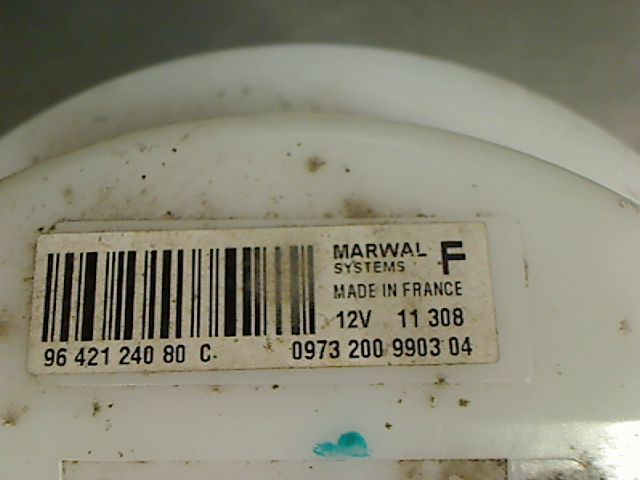 MARWAL F
SYSTEMS
MADE IN FRANCE
12V 11 308
96 421 240 80 C 0973 200 9903 04